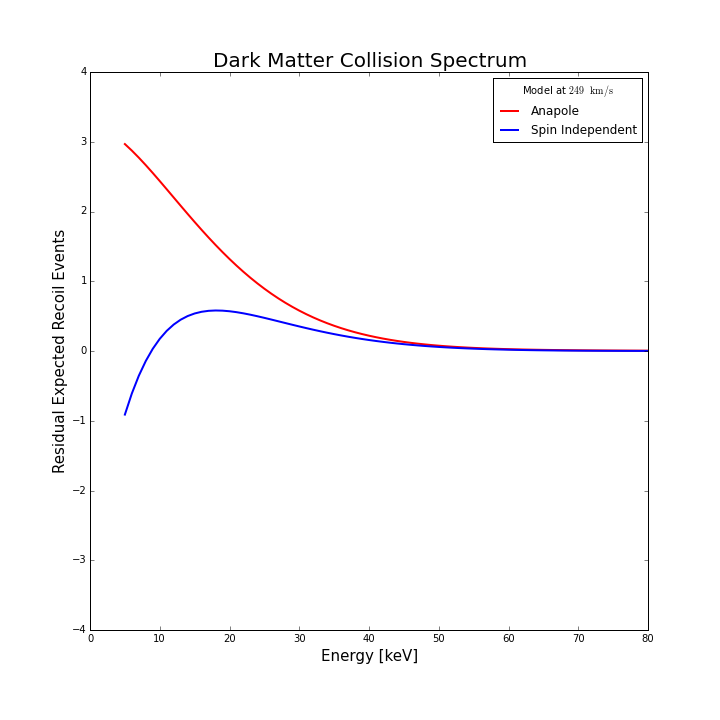 Dark Matter Collision Spectrum
Model at 249 km/s
Anapole
Spin Independent
4
3
2
1
0
−1
−2
−3
−4
Residual Expected Recoil Events
0 10 20 30 40 50 60 70 80
Energy [keV]